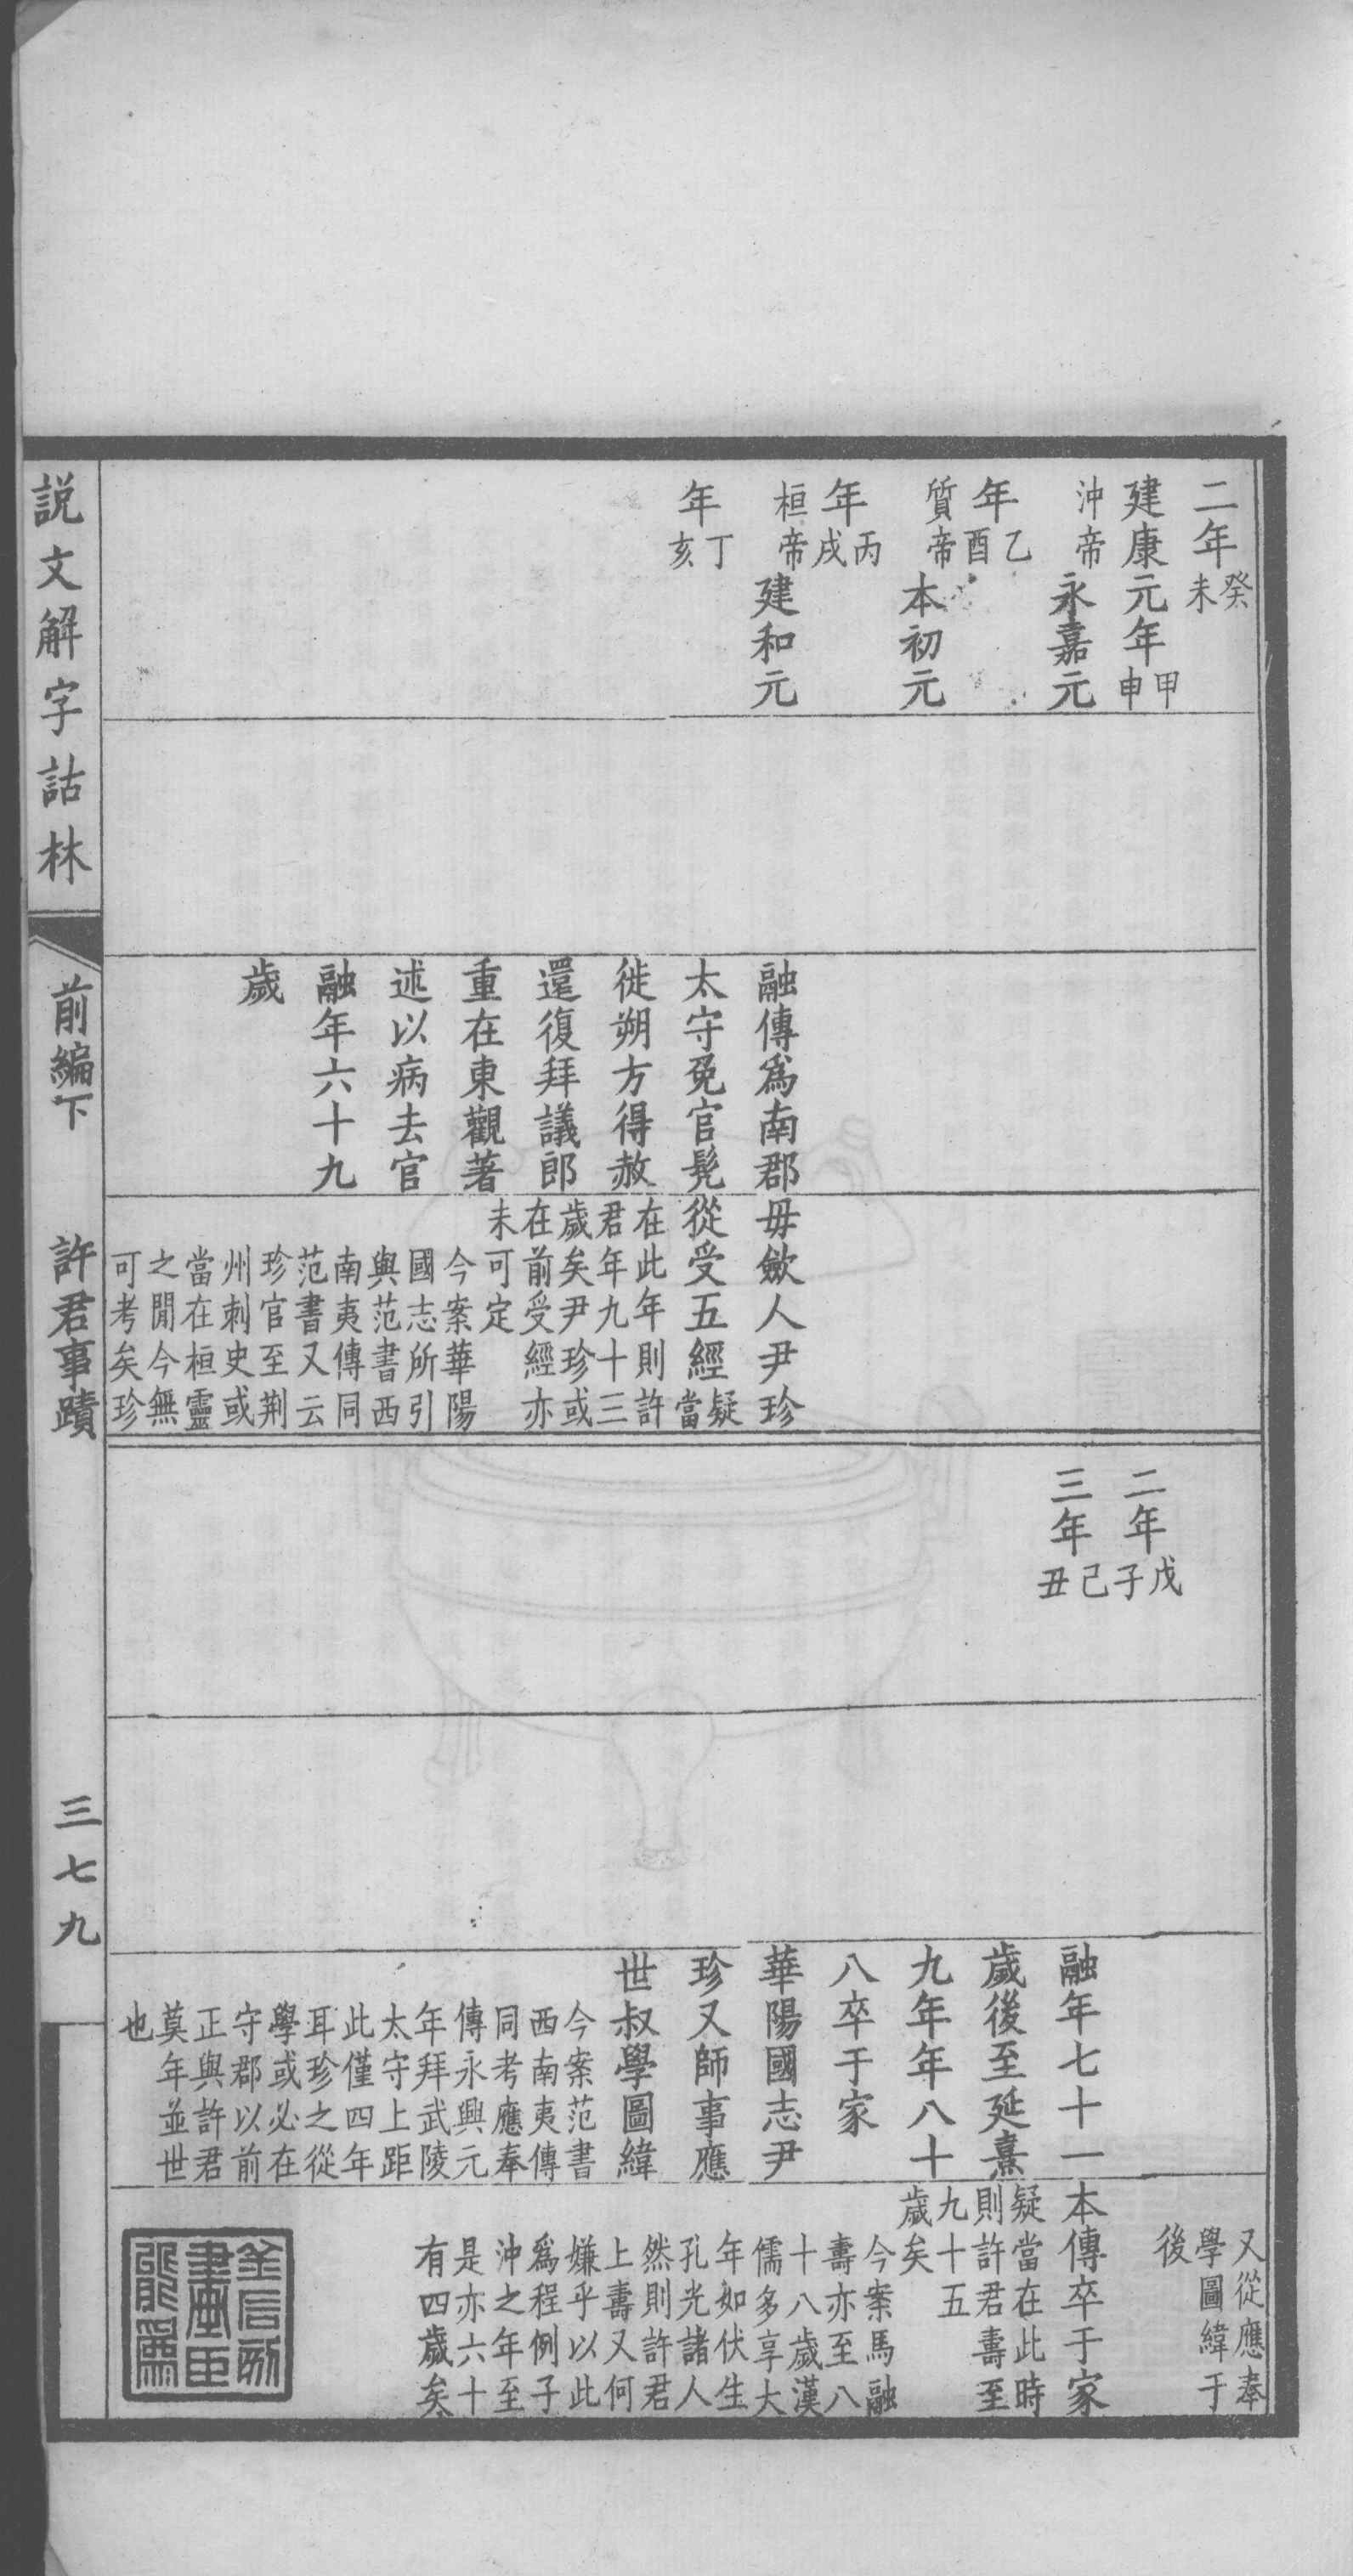 二年癸未
建康元年甲申
沖帝永嘉元
年乙酉
質帝本初元
年丙戌
桓帝建和元
年丁亥
融傳爲南郡
太守免官髡
徙朔方得赦
還復拜議郎
重在東觀著
述以病去官
融年六十九
歲
毋斂人尹珍
從受五經疑當
在此年則許
君年九十三
歲矣尹珍或
在前受經亦
未可定
今案華陽
國志所引
與范書西
南夷傳同
范書又云
珍官至荆
州刺史或
當在桓靈
之閒今無
可考矣珍
二年戊子
三年己丑
融年七十一
歲後至延熹
九年年八十
八卒于家
華陽國志尹
珍又師事應
世叔學圖緯
今案范書
西南夷傳
同考應奉
傳永興元
年拜武陵
太守上距
此僅四年
耳珍之從
學或必在
守郡以前
正與許君
莫年並世
也
又從應奉
學圖緯于
後
本傳卒于家
疑當在此時
則許君壽至
九十五
歲矣
今案馬融
壽亦至八
十八歲漢
儒多享大
年如伏生
孔光諸人
然則許君
上壽又何
嫌乎以此
爲程例子
沖之年至
是亦六十
有四歲矣
金石刻
畫臣
能爲
説文解字詁林
前編下
許君事蹟
三七九